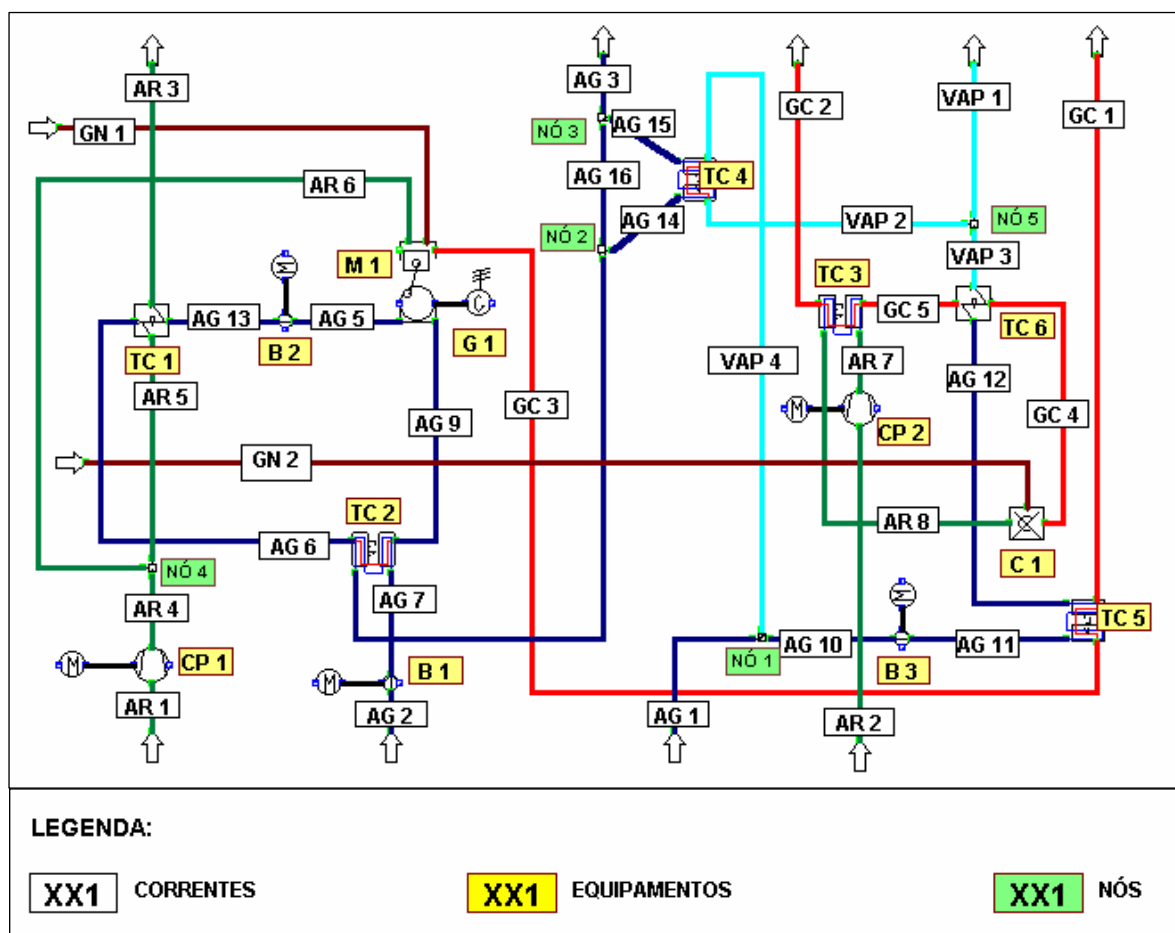 AR 3
AG 3
GC 2
VAP 1
GC 1
GN 1
NÓ 3
AG 15
AR 6
AG 16
TC 4
AG 14
VAP 2
NÓ 5
NÓ 2
VAP 3
M 1
TC 3
M
AG 13
AG 5
C
GC 5
TC 1
B 2
G 1
TC 6
AR 5
VAP 4
AR 7
AG 12
GC 3
M
GC 4
AG 9
CP 2
GN 2
TC 2
AR 8
AG 6
C 1
NÓ 4
AG 7
M
AR 4
TC 5
M
CP 1
AG 10
AG 11
NÓ 1
B 3
M
B 1
AR 1
AG 2
AG 1
AR 2
LEGENDA:
XX1 CORRENTES
XX1 EQUIPAMENTOS
XX1 NÓS